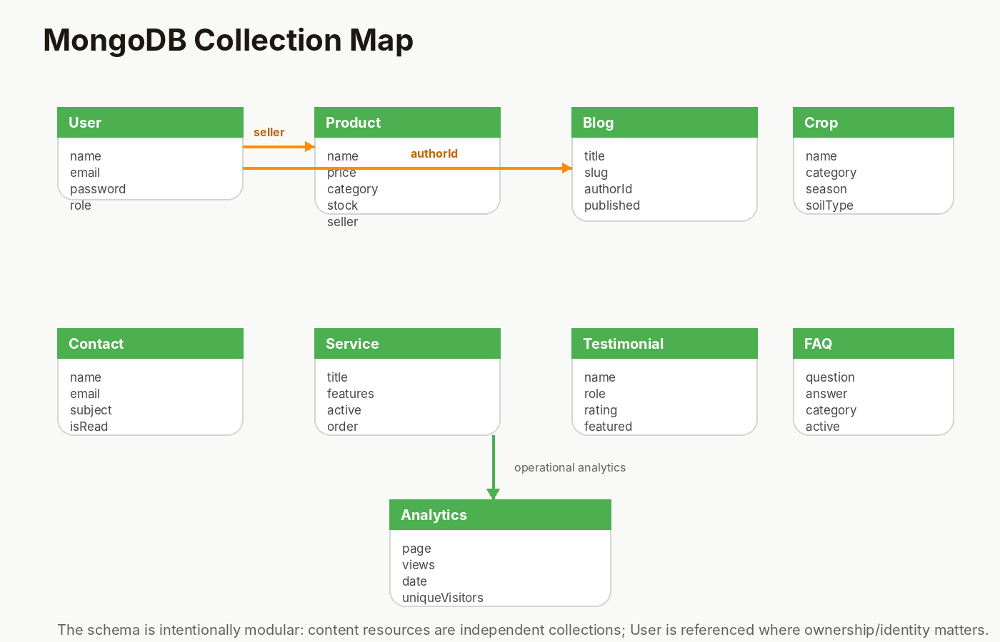 MongoDB Collection Map
User
name
email
password
role
seller
Product
name
price
category
stock
seller
authorId
Blog
title
slug
authorId
published
Crop
name
category
season
soilType
Contact
name
email
subject
isRead
Service
title
features
active
order
Testimonial
name
role
rating
featured
FAQ
question
answer
category
active
operational analytics
Analytics
page
views
date
uniqueVisitors
The schema is intentionally modular: content resources are independent collections; User is referenced where ownership/identity matters.